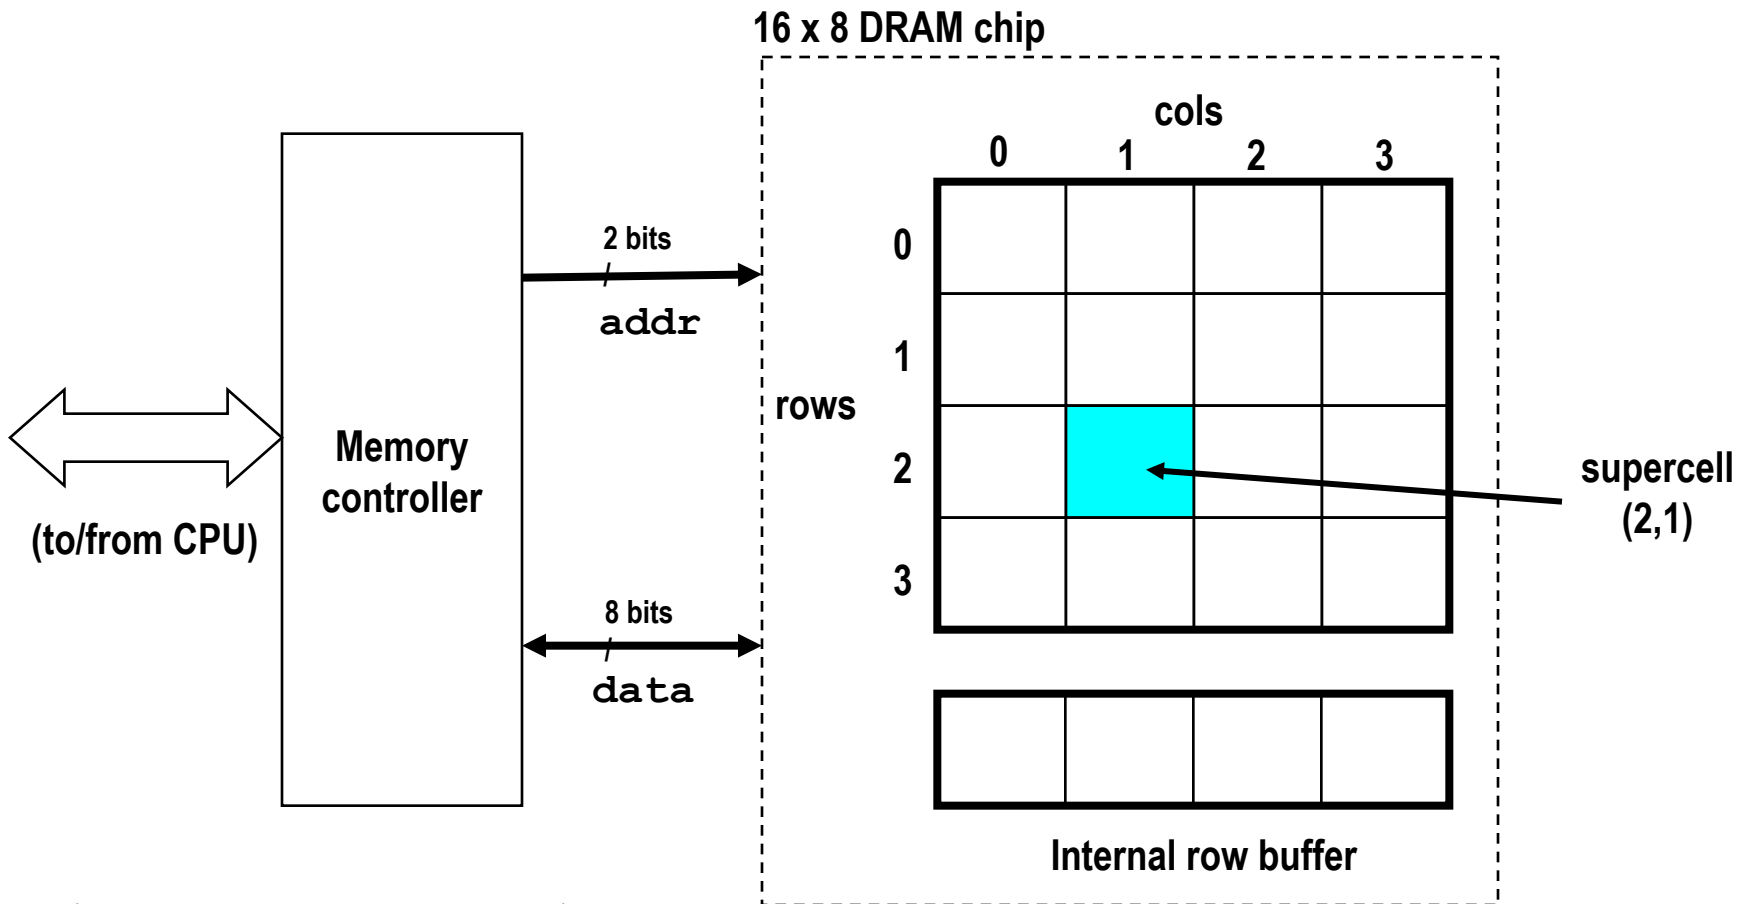 16 x 8 DRAM chip
cols
0 1 2 3
2 bits
addr
0
1
rows
2
3
Memory
controller
(to/from CPU)
supercell
(2,1)
8 bits
data
Internal row buffer